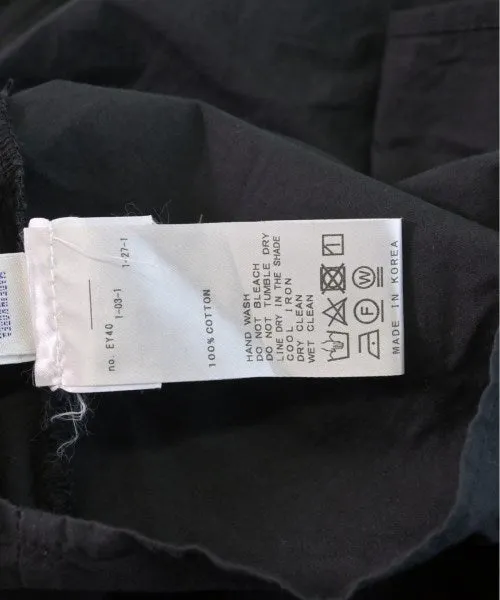 no. EY40 1-03-1 1-27-1
100% COTTON
HAND WASH
DO NOT BLEACH
DO NOT TUMBLE DRY
LINE DRY IN THE SHADE
COOL IRON
DRY CLEAN
WET CLEAN
F W
MADE IN KOREA